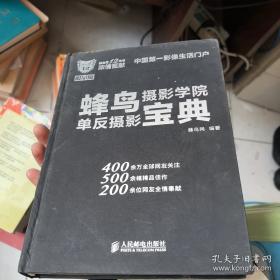 中国第一影像生活门户
蜂鸟摄影学院
单反摄影宝典
蜂鸟网 编著
400余万全球网友关注
500余幅精品佳作
200余位网友全情奉献
人民邮电出版社